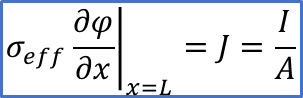 σ_eff ∂φ/∂x |_{x=L} = J = I/A